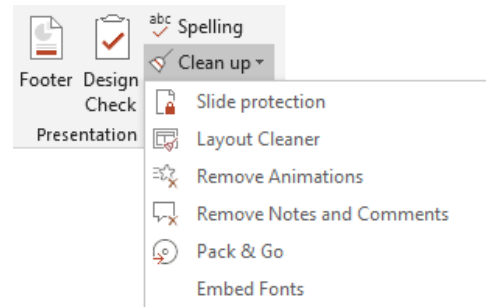 abc Spelling
Clean up
Footer Design
Check
Presentation
Slide protection
Layout Cleaner
Remove Animations
Remove Notes and Comments
Pack & Go
Embed Fonts